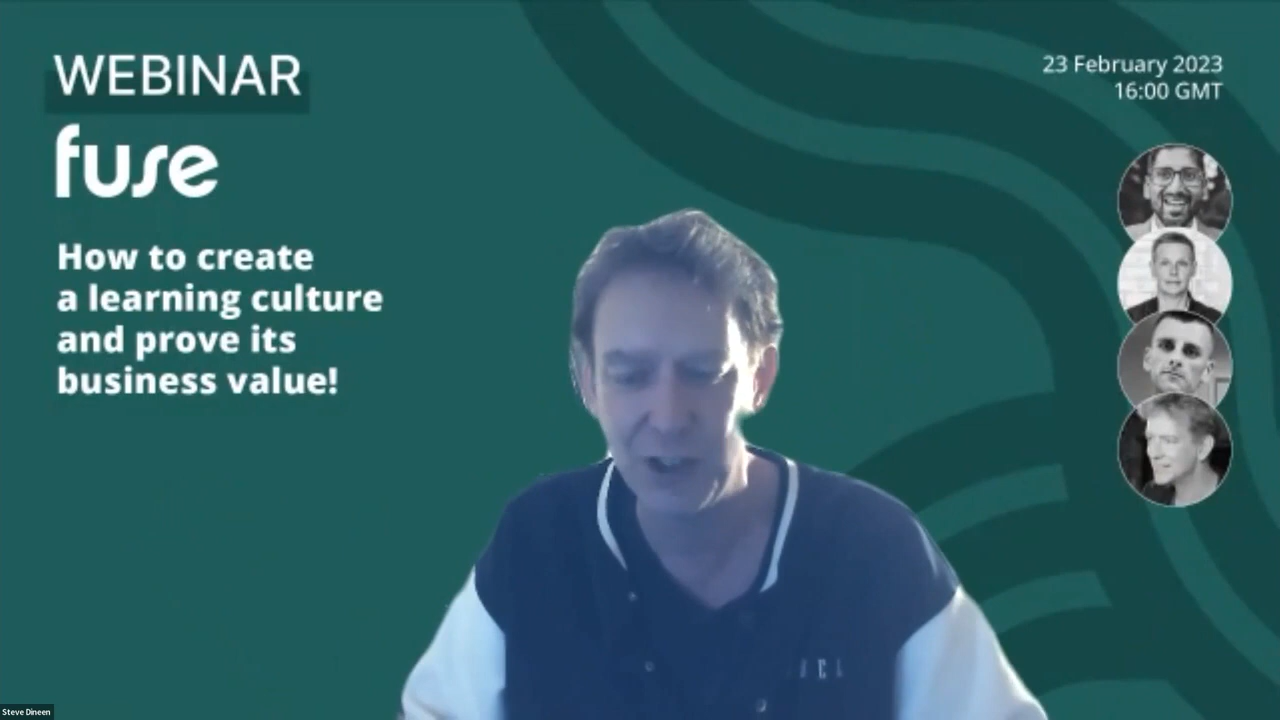 WEBINAR
fuse
How to create
a learning culture
and prove its
business value!
23 February 2023
16:00 GMT
Steve Dineen